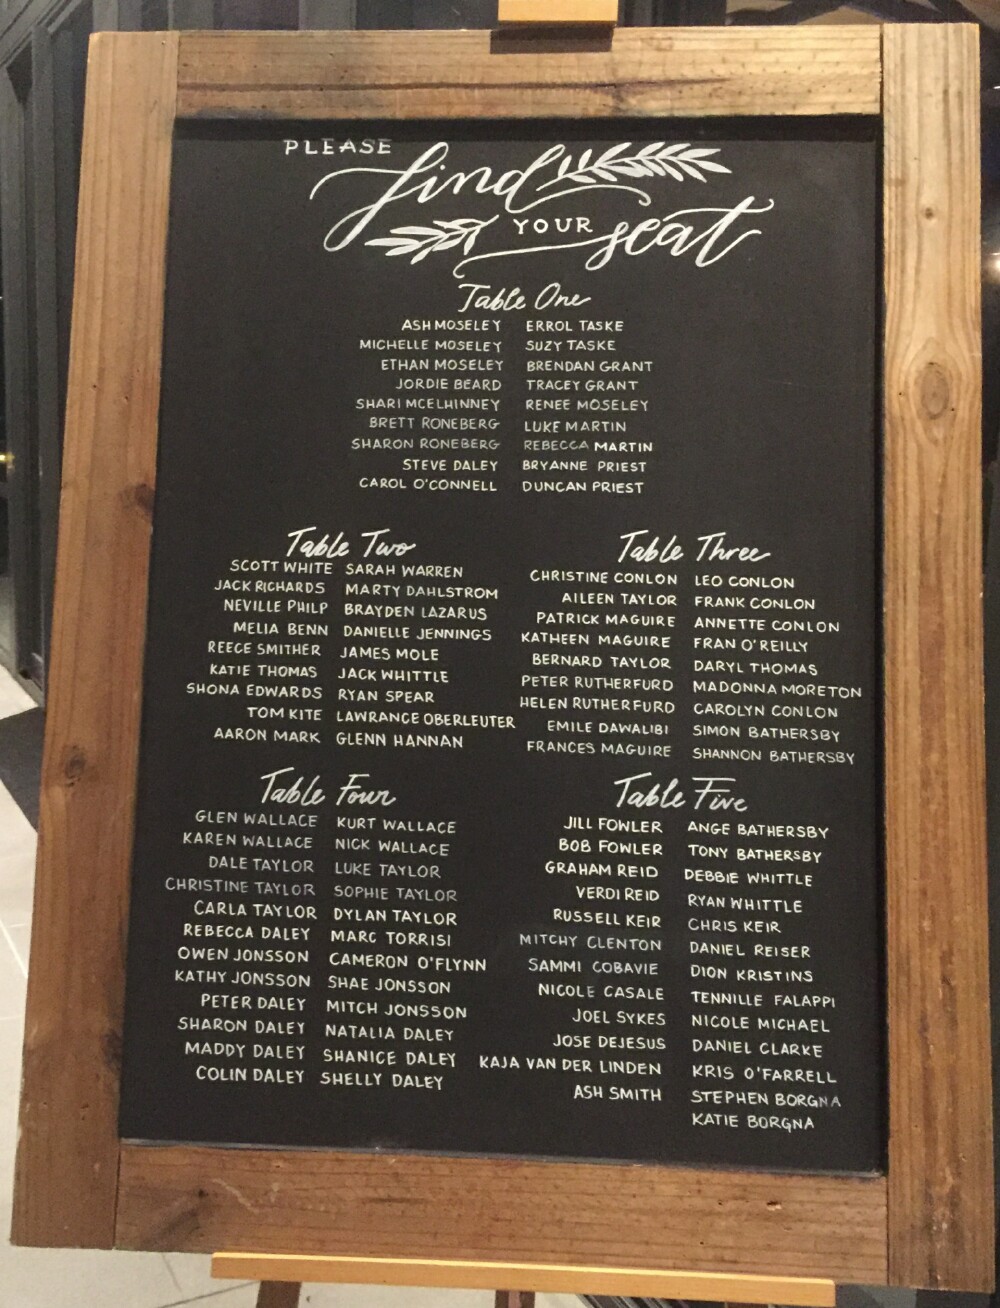 PLEASE
find
YOUR seat
Table One
ASH MOSELEY ERROL TASKE
MICHELLE MOSELEY SUZY TASKE
ETHAN MOSELEY BRENDAN GRANT
JORDIE BEARD TRACEY GRANT
SHARI MCELHINNEY RENEE MOSELEY
BRETT RONEBERG LUKE MARTIN
SHARON RONEBERG REBECCA MARTIN
STEVE DALEY BRYANNE PRIEST
CAROL O'CONNELL DUNCAN PRIEST
Table Two
SCOTT WHITE SARAH WARREN
JACK RICHARDS MARTY DAHLSTROM
NEVILLE PHILP BRAYDEN LAZARUS
MELIA BENN DANIELLE JENNINGS
REECE SMITHER JAMES MOLE
KATIE THOMAS JACK WHITTLE
SHONA EDWARDS RYAN SPEAR
TOM KITE LAWRANCE OBERLEUTER
AARON MARK GLENN HANNAN
Table Three
CHRISTINE CONLON LEO CONLON
AILEEN TAYLOR FRANK CONLON
PATRICK MAGUIRE ANNETTE CONLON
KATHEEN MAGUIRE FRAN O'REILLY
BERNARD TAYLOR DARYL THOMAS
PETER RUTHERFURD MADONNA MORETON
HELEN RUTHERFURD CAROLYN CONLON
EMILE DAWALIBI SIMON BATHERSBY
FRANCES MAGUIRE SHANNON BATHERSBY
Table Four
GLEN WALLACE KURT WALLACE
KAREN WALLACE NICK WALLACE
DALE TAYLOR LUKE TAYLOR
CHRISTINE TAYLOR SOPHIE TAYLOR
CARLA TAYLOR DYLAN TAYLOR
REBECCA DALEY MARC TORRISI
OWEN JONSSON CAMERON O'FLYNN
KATHY JONSSON SHAE JONSSON
PETER DALEY MITCH JONSSON
SHARON DALEY NATALIA DALEY
MADDY DALEY SHANICE DALEY
COLIN DALEY SHELLY DALEY
Table Five
JILL FOWLER ANGE BATHERSBY
BOB FOWLER TONY BATHERSBY
GRAHAM REID DEBBIE WHITTLE
VERDI REID RYAN WHITTLE
RUSSELL KEIR CHRIS KEIR
MITCHY CLENTON DANIEL REISER
SAMMI COBAVIE DION KRISTINS
NICOLE CASALE TENNILLE FALAPPI
JOEL SYKES NICOLE MICHAEL
JOSE DEJESUS DANIEL CLARKE
KAJA VAN DER LINDEN KRIS O'FARRELL
ASH SMITH STEPHEN BORGNA
KATIE BORGNA